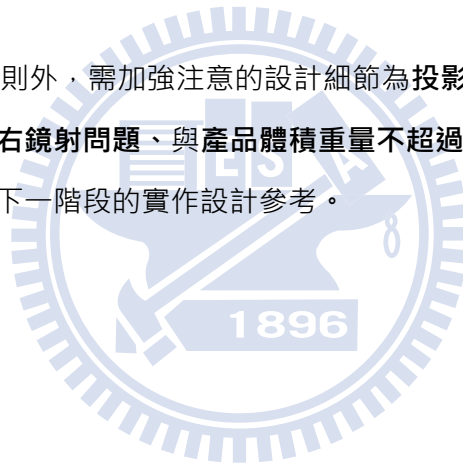 則外，需加強注意的設計細節為投影
右鏡射問題、與產品體積重量不超過
下一階段的實作設計參考。
ES A
8
1896